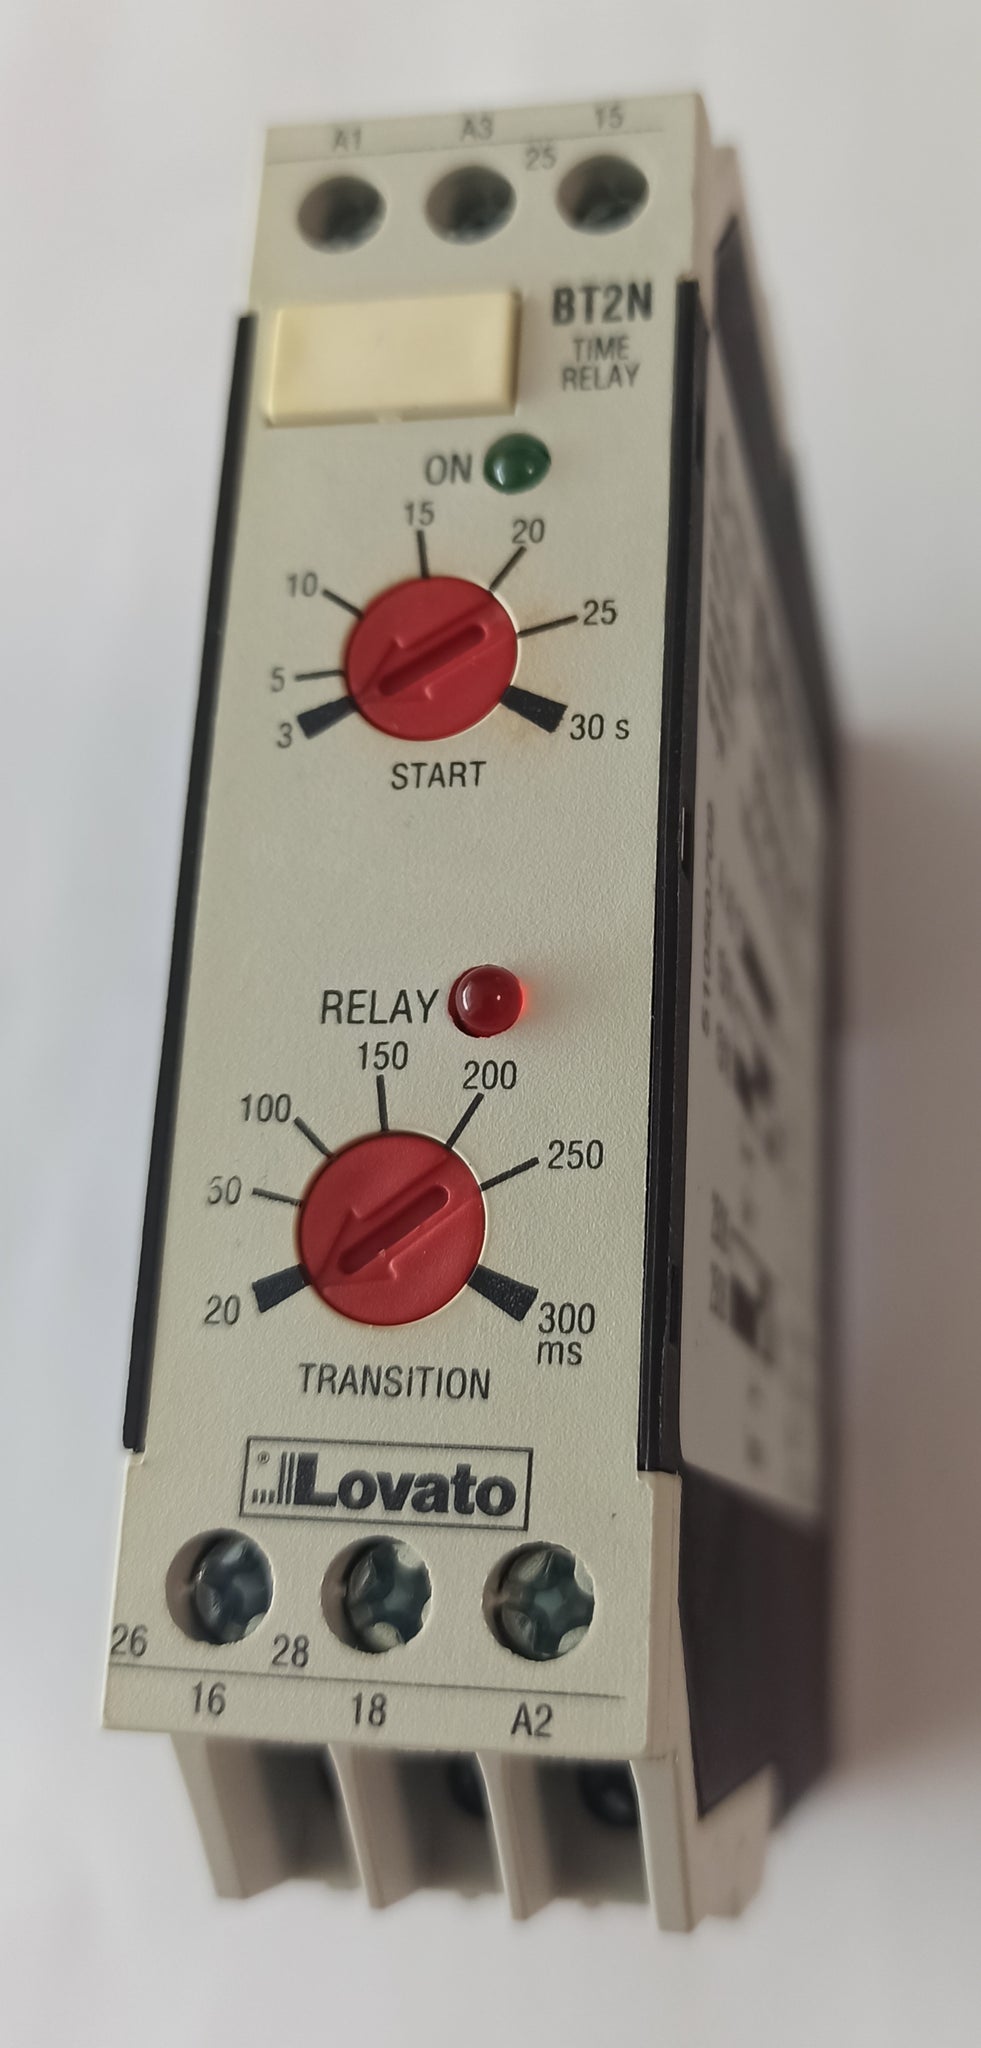 A1 A3 15
25
BT2N
TIME
RELAY
ON
15
20
10
25
5
3
30 s
START
RELAY
150
200
100
250
50
20
300
ms
TRANSITION
® Lovato
26 28
16 18 A2